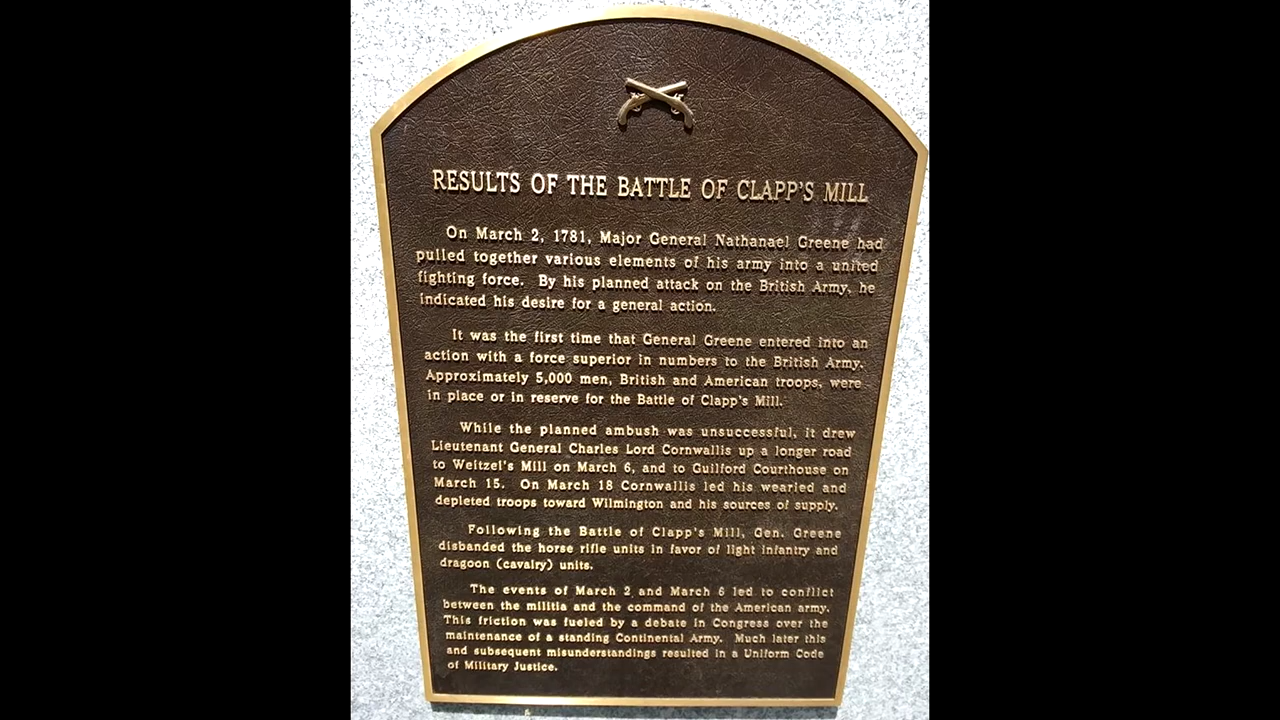 RESULTS OF THE BATTLE OF CLAPP'S MILL
On March 2, 1781, Major General Nathanael Greene had
pulled together various elements of his army into a united
fighting force. By his planned attack on the British Army, he
indicated his desire for a general action.
It was the first time that General Greene entered into an
action with a force superior in numbers to the British Army.
Approximately 5,000 men, British and American troops, were
in place or in reserve for the Battle of Clapp's Mill.
While the planned ambush was unsuccessful, it drew
Lieutenant General Charles Lord Cornwallis up a longer road
to Weitzel's Mill on March 6, and to Guilford Courthouse on
March 15. On March 18 Cornwallis led his wearied and
depleted troops toward Wilmington and his sources of supply.
Following the Battle of Clapp's Mill, Gen. Greene
disbanded the horse rifle units in favor of light infantry and
dragoon (cavalry) units.
The events of March 2 and March 6 led to conflict
between the militia and the command of the American army.
This friction was fueled by a debate in Congress over the
maintenance of a standing Continental Army. Much later this
and subsequent misunderstandings resulted in a Uniform Code
of Military Justice.